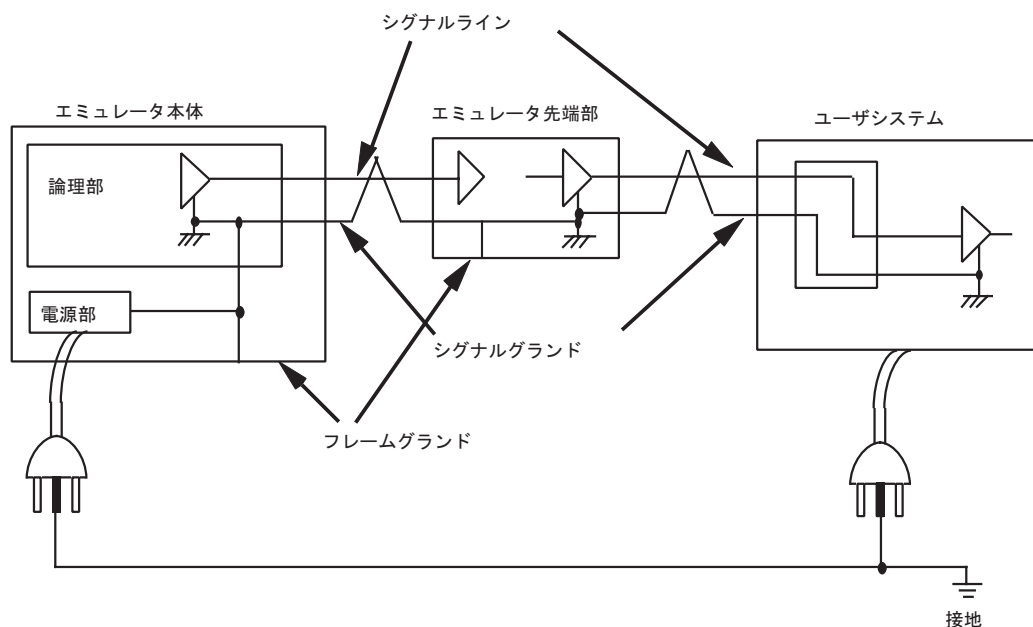 シグナルライン
エミュレータ本体
エミュレータ先端部
ユーザシステム
論理部
電源部
シグナルグランド
フレームグランド
接地